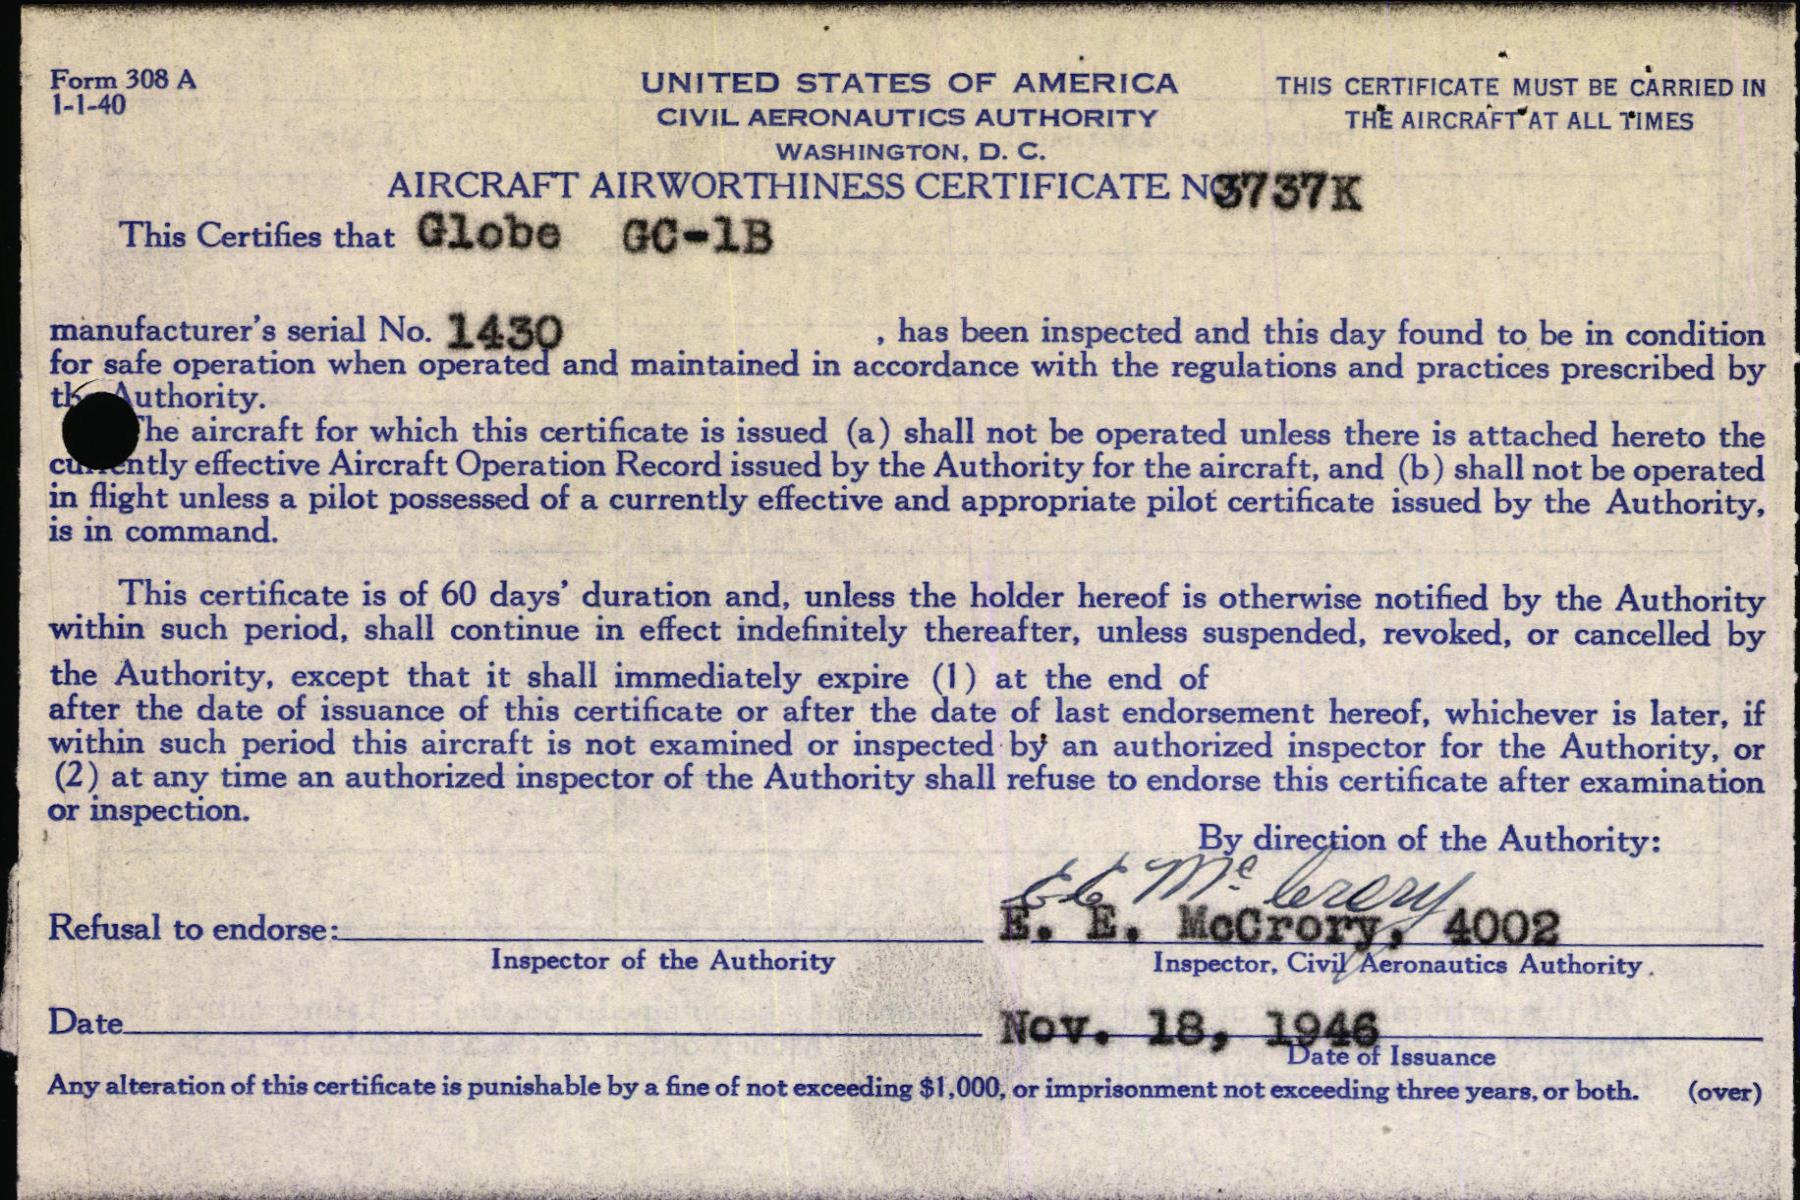 Form 308 A
1-1-40
UNITED STATES OF AMERICA
CIVIL AERONAUTICS AUTHORITY
WASHINGTON, D. C.
THIS CERTIFICATE MUST BE CARRIED IN
THE AIRCRAFT AT ALL TIMES
AIRCRAFT AIRWORTHINESS CERTIFICATE NO 3737K
This Certifies that Globe GC-1B
manufacturer's serial No. 1430 , has been inspected and this day found to be in condition
for safe operation when operated and maintained in accordance with the regulations and practices prescribed by
the Authority.
The aircraft for which this certificate is issued (a) shall not be operated unless there is attached hereto the
currently effective Aircraft Operation Record issued by the Authority for the aircraft, and (b) shall not be operated
in flight unless a pilot possessed of a currently effective and appropriate pilot certificate issued by the Authority,
is in command.
This certificate is of 60 days' duration and, unless the holder hereof is otherwise notified by the Authority
within such period, shall continue in effect indefinitely thereafter, unless suspended, revoked, or cancelled by
the Authority, except that it shall immediately expire (1) at the end of
after the date of issuance of this certificate or after the date of last endorsement hereof, whichever is later, if
within such period this aircraft is not examined or inspected by an authorized inspector for the Authority, or
(2) at any time an authorized inspector of the Authority shall refuse to endorse this certificate after examination
or inspection.
By direction of the Authority:
EE McCrory
Refusal to endorse: E. E. McCrory, 4002
Inspector of the Authority Inspector, Civil Aeronautics Authority.
Date Nov. 18, 1946
Date of Issuance
Any alteration of this certificate is punishable by a fine of not exceeding $1,000, or imprisonment not exceeding three years, or both. (over)